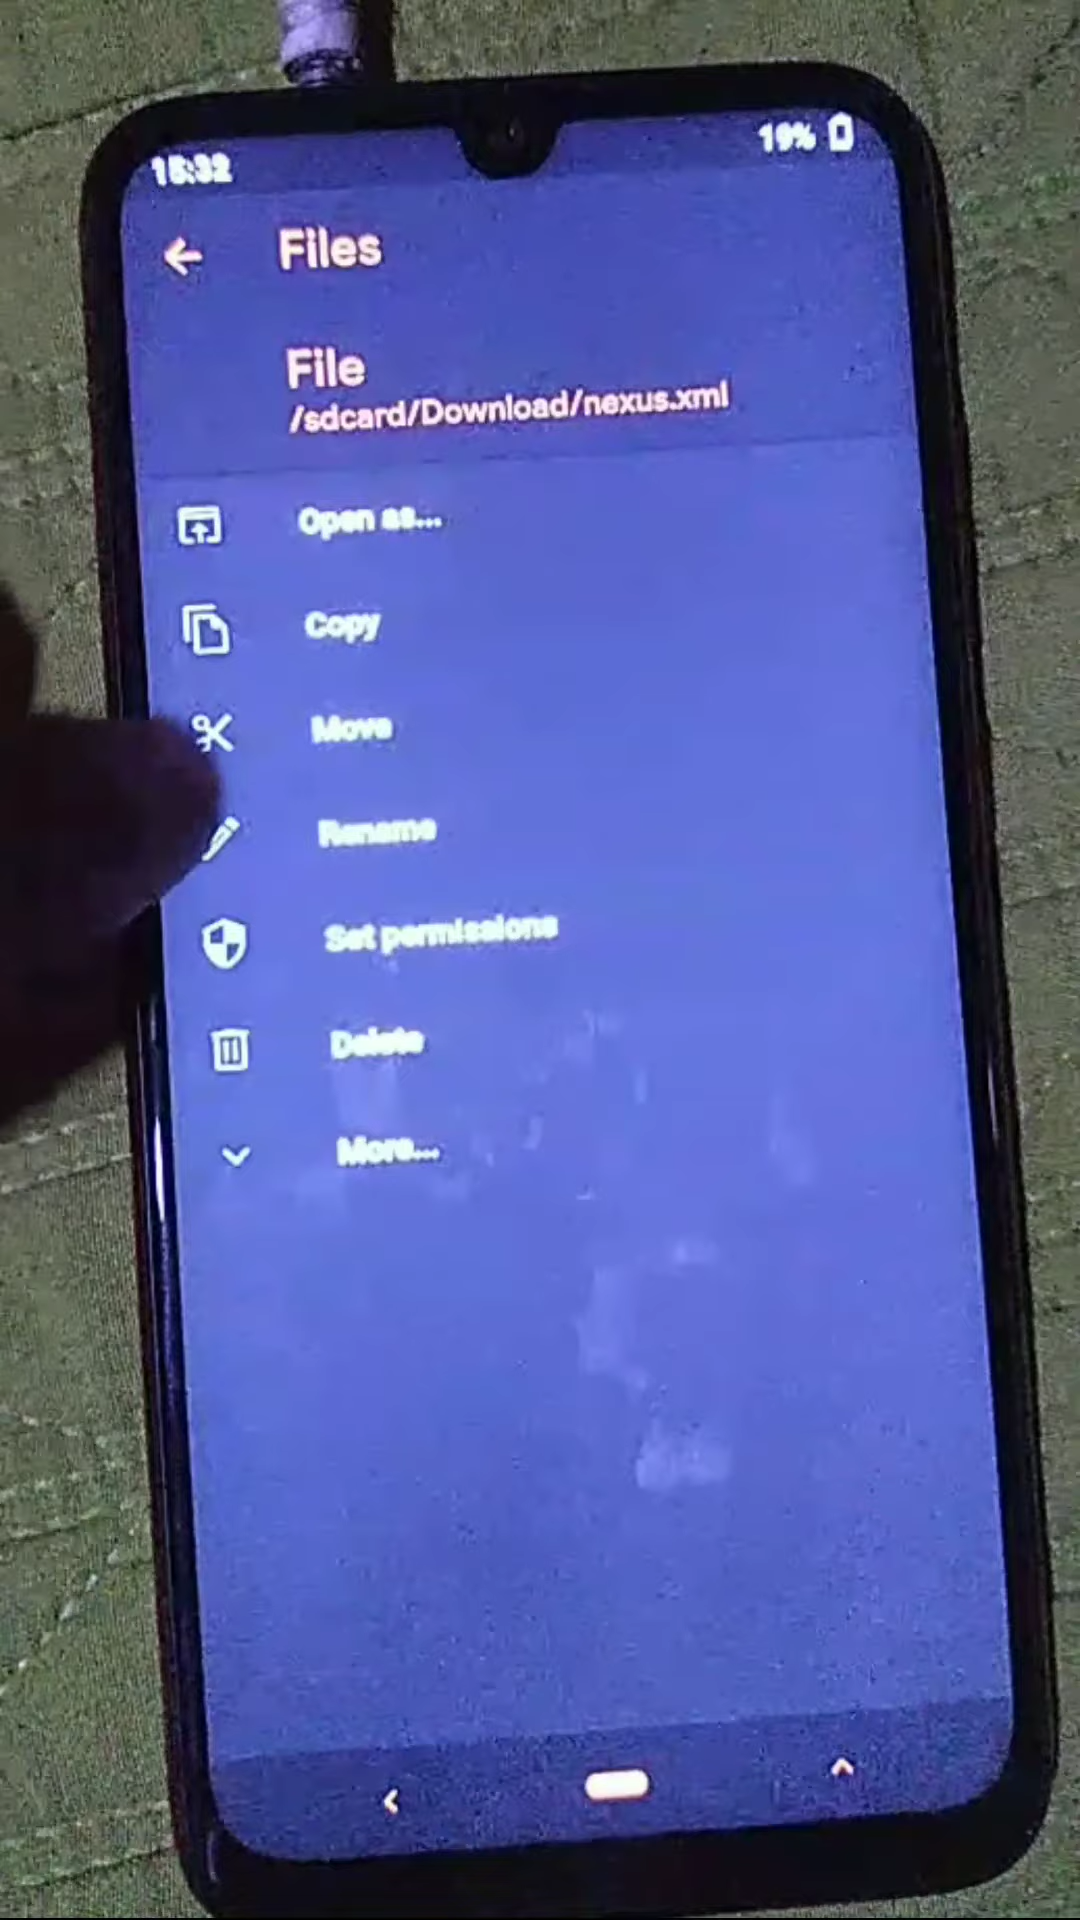 15:32
19%
Files
File
/sdcard/Download/nexus.xml
Open as...
Copy
Move
Rename
Set permissions
Delete
More...